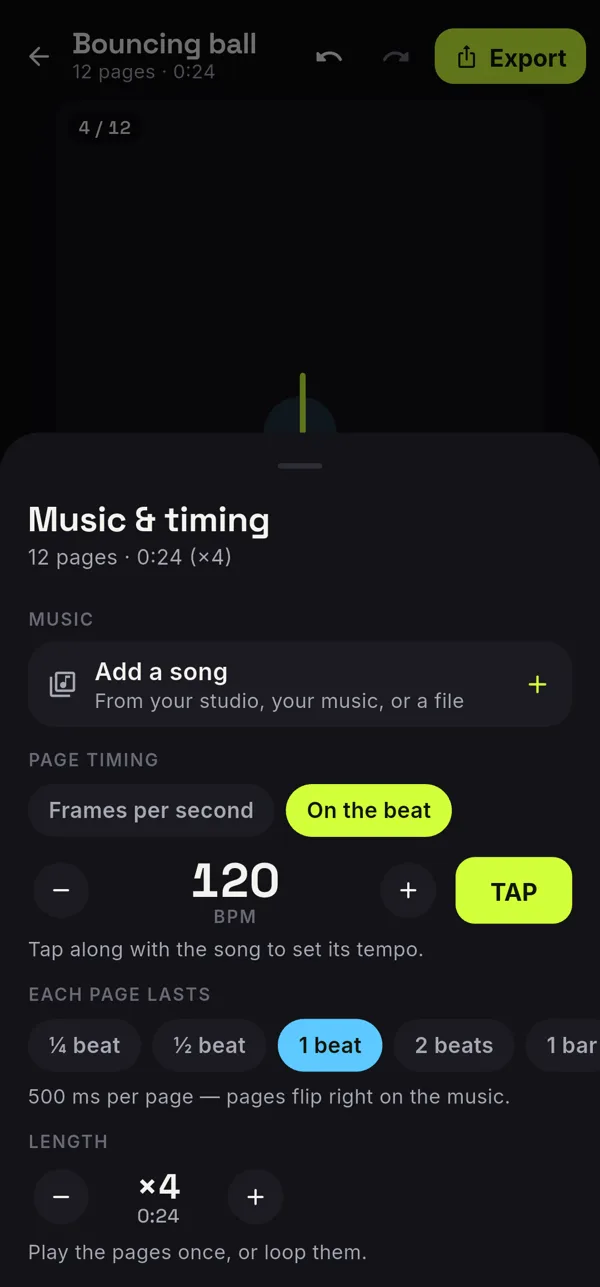 Bouncing ball
12 pages · 0:24
Export
4 / 12
Music & timing
12 pages · 0:24 (×4)
MUSIC
Add a song
From your studio, your music, or a file
+
PAGE TIMING
Frames per second
On the beat
−
120
BPM
+
TAP
Tap along with the song to set its tempo.
EACH PAGE LASTS
¼ beat
½ beat
1 beat
2 beats
1 bar
500 ms per page — pages flip right on the music.
LENGTH
−
×4
0:24
+
Play the pages once, or loop them.